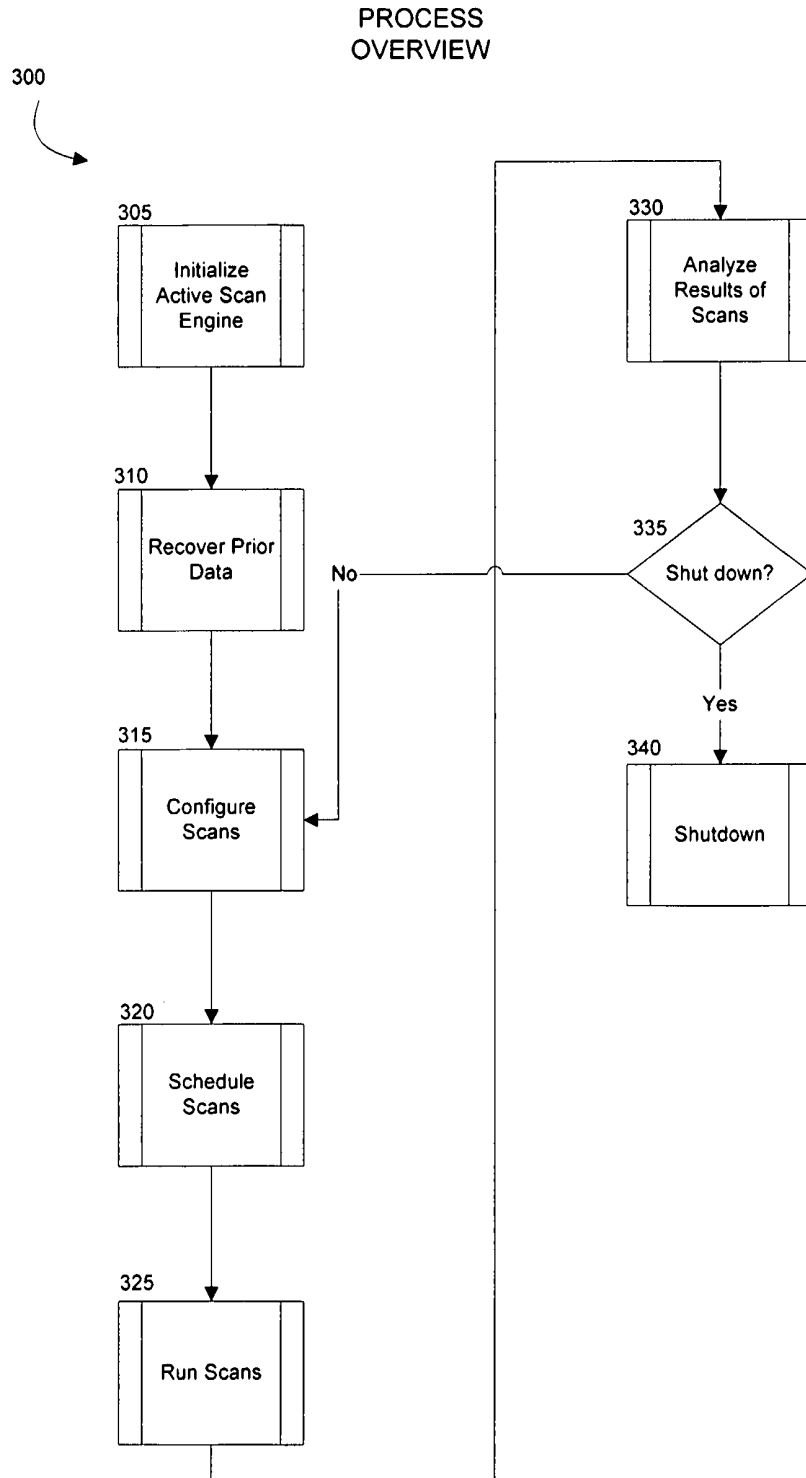 PROCESS
OVERVIEW
300
305
Initialize
Active Scan
Engine
310
Recover Prior
Data
315
Configure
Scans
320
Schedule
Scans
325
Run Scans
330
Analyze
Results of
Scans
335
Shut down?
No
Yes
340
Shutdown